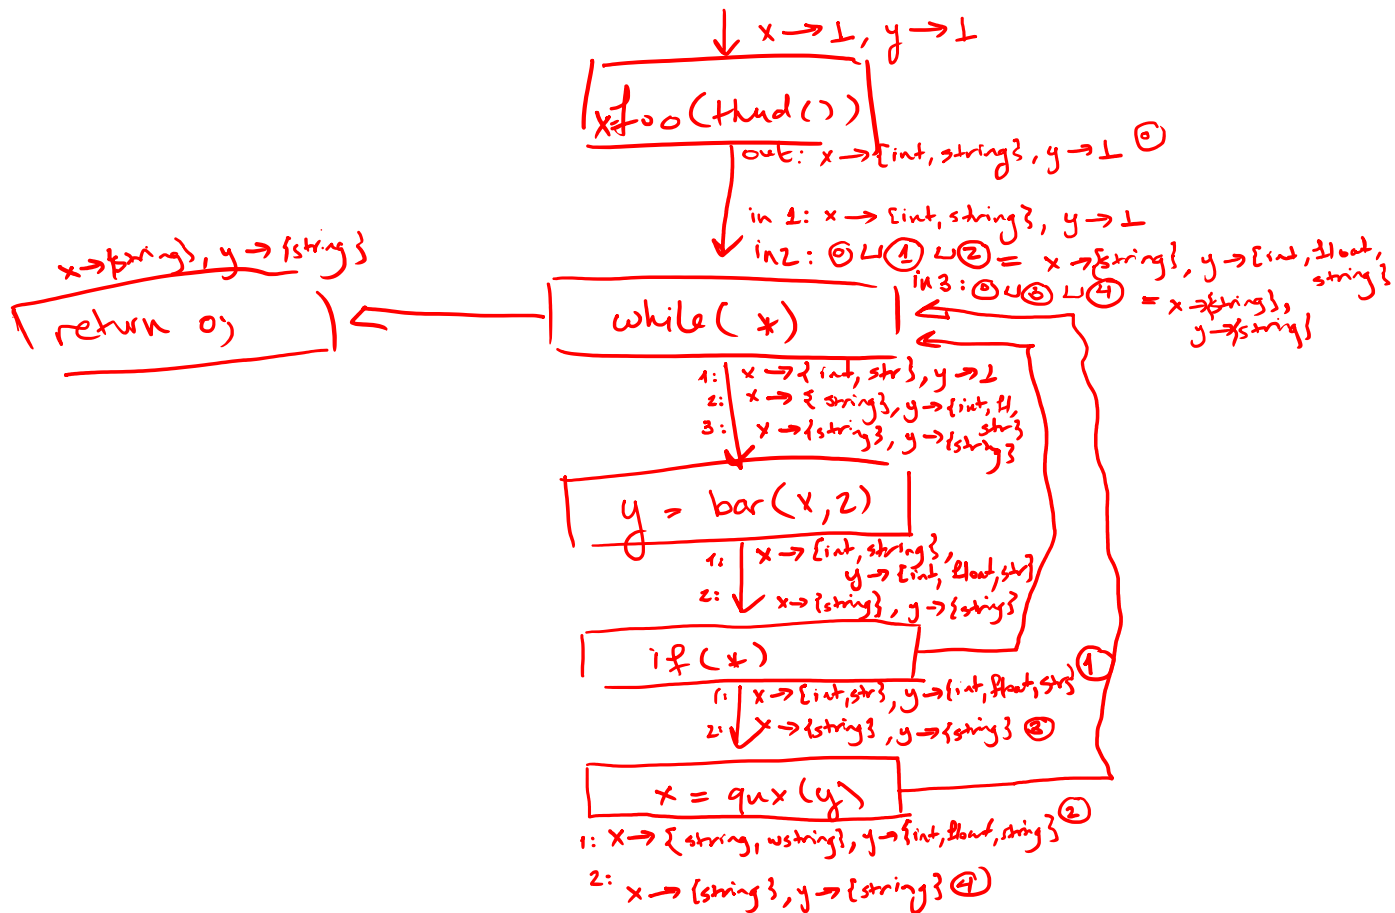 x → ⊥, y → ⊥
x=foo(thud())
out: x → {int, string}, y → ⊥ ⓪
in 1: x → {int, string}, y → ⊥
in2: ⓪ ⊔ ① ⊔ ② = x → {string}, y → {int, float, string}
in3: ⓪ ⊔ ③ ⊔ ④ = x → {string},
y → {string}
x → {string}, y → {string}
return 0;
while(*)
1: x → {int, str}, y → ⊥
2: x → {string}, y → {int, fl, str}
3: x → {string}, y → {string}
y = bar(x,2)
1: x → {int, string},
y → {int, float, str}
2: x → {string}, y → {string}
if(*)
1: x → {int, str}, y → {int, float, str} ①
2: x → {string}, y → {string} ③
x = qux(y)
1: x → {string, wstring}, y → {int, float, string} ②
2: x → {string}, y → {string} ④